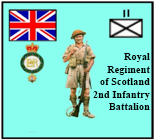 II
Royal
Regiment
of Scotland
2nd Infantry
Battalion